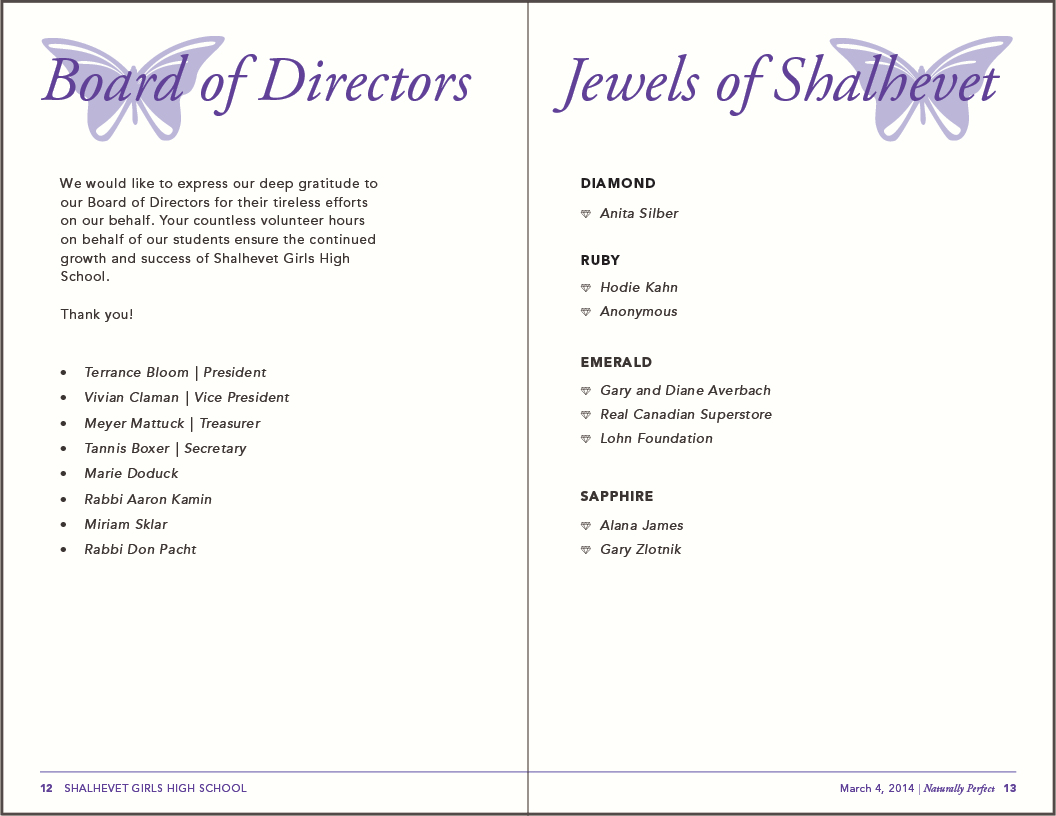 Board of Directors
We would like to express our deep gratitude to
our Board of Directors for their tireless efforts
on our behalf. Your countless volunteer hours
on behalf of our students ensure the continued
growth and success of Shalhevet Girls High
School.
Thank you!
• Terrance Bloom | President
• Vivian Claman | Vice President
• Meyer Mattuck | Treasurer
• Tannis Boxer | Secretary
• Marie Doduck
• Rabbi Aaron Kamin
• Miriam Sklar
• Rabbi Don Pacht
12 SHALHEVET GIRLS HIGH SCHOOL
Jewels of Shalhevet
DIAMOND
Anita Silber
RUBY
Hodie Kahn
Anonymous
EMERALD
Gary and Diane Averbach
Real Canadian Superstore
Lohn Foundation
SAPPHIRE
Alana James
Gary Zlotnik
March 4, 2014 | Naturally Perfect 13